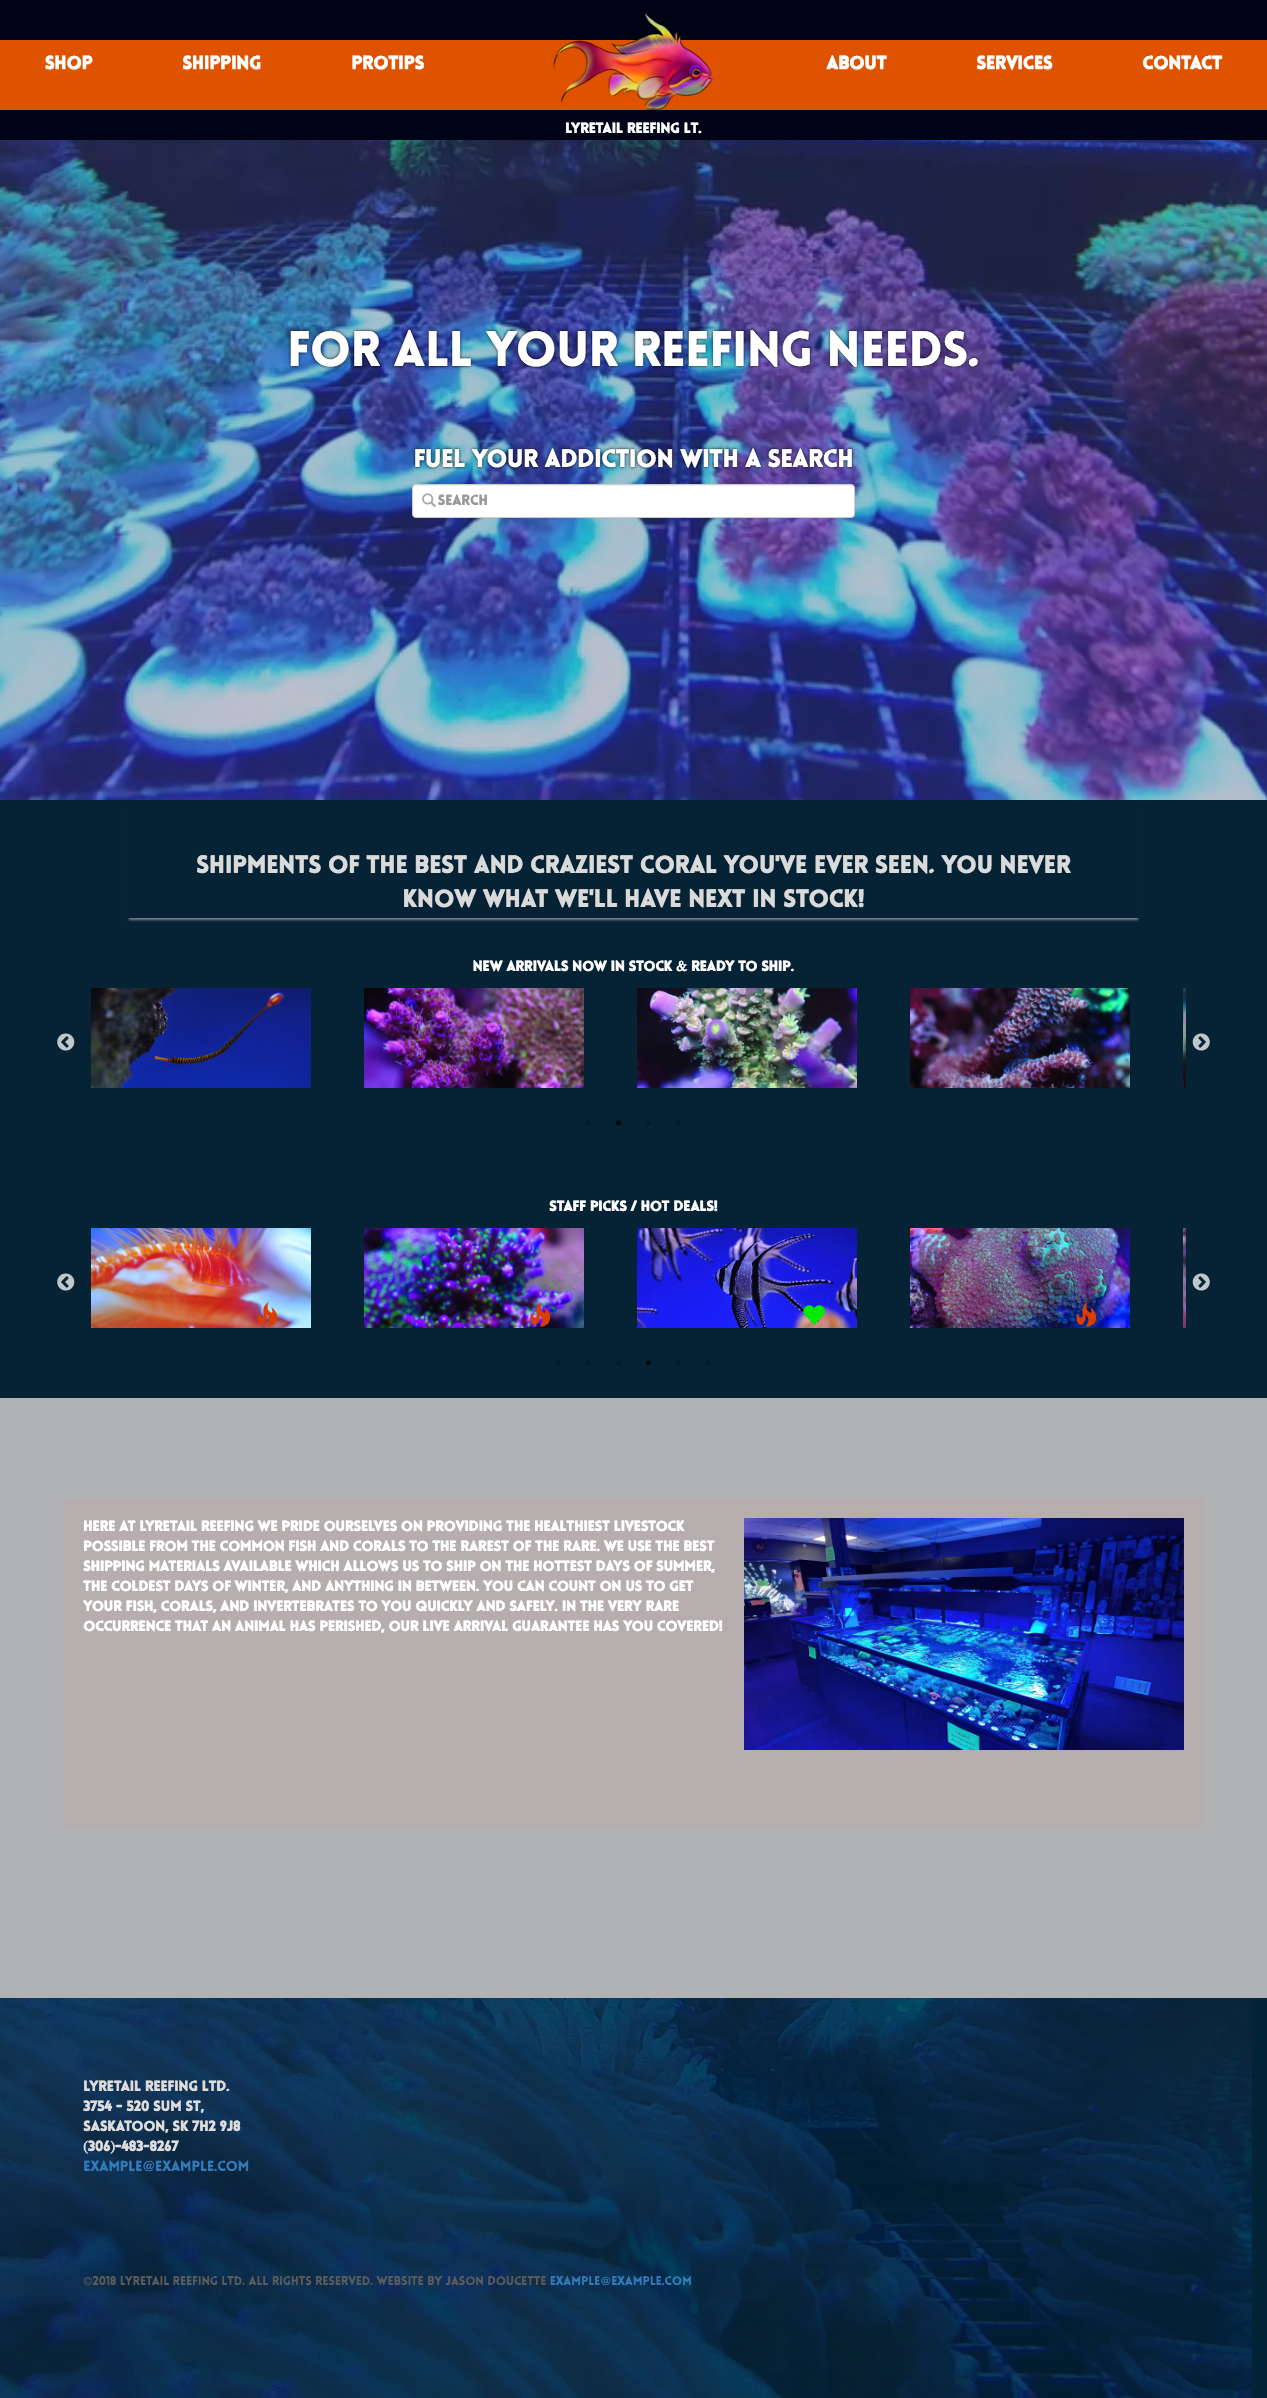 SHOP
SHIPPING
PROTIPS
ABOUT
SERVICES
CONTACT
LYRETAIL REEFING LT.
FOR ALL YOUR REEFING NEEDS.
FUEL YOUR ADDICTION WITH A SEARCH
SEARCH
SHIPMENTS OF THE BEST AND CRAZIEST CORAL YOU'VE EVER SEEN. YOU NEVER
KNOW WHAT WE'LL HAVE NEXT IN STOCK!
NEW ARRIVALS NOW IN STOCK & READY TO SHIP.
STAFF PICKS / HOT DEALS!
HERE AT LYRETAIL REEFING WE PRIDE OURSELVES ON PROVIDING THE HEALTHIEST LIVESTOCK
POSSIBLE FROM THE COMMON FISH AND CORALS TO THE RAREST OF THE RARE. WE USE THE BEST
SHIPPING MATERIALS AVAILABLE WHICH ALLOWS US TO SHIP ON THE HOTTEST DAYS OF SUMMER,
THE COLDEST DAYS OF WINTER, AND ANYTHING IN BETWEEN. YOU CAN COUNT ON US TO GET
YOUR FISH, CORALS, AND INVERTEBRATES TO YOU QUICKLY AND SAFELY. IN THE VERY RARE
OCCURRENCE THAT AN ANIMAL HAS PERISHED, OUR LIVE ARRIVAL GUARANTEE HAS YOU COVERED!
LYRETAIL REEFING LTD.
3754 - 520 SUM ST,
SASKATOON, SK 7H2 9J8
(306)-483-8267
EXAMPLE@EXAMPLE.COM
©2018 LYRETAIL REEFING LTD. ALL RIGHTS RESERVED. WEBSITE BY JASON DOUCETTE EXAMPLE@EXAMPLE.COM